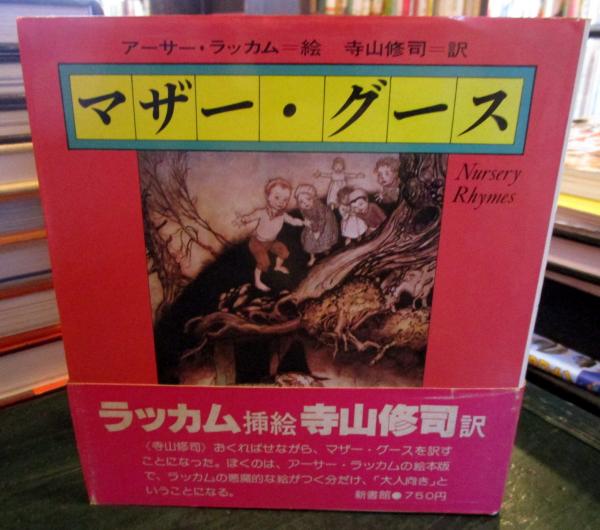 アーサー・ラッカム＝絵　寺山修司＝訳
マザー・グース
Nursery
Rhymes
ラッカム挿絵寺山修司訳
〈寺山修司〉おくればせながら、マザー・グースを訳す
ことになった。ぼくのは、アーサー・ラッカムの絵本版
で、ラッカムの悪魔的な絵がつく分だけ、「大人向き」と
いうことになる。
新書館●750円